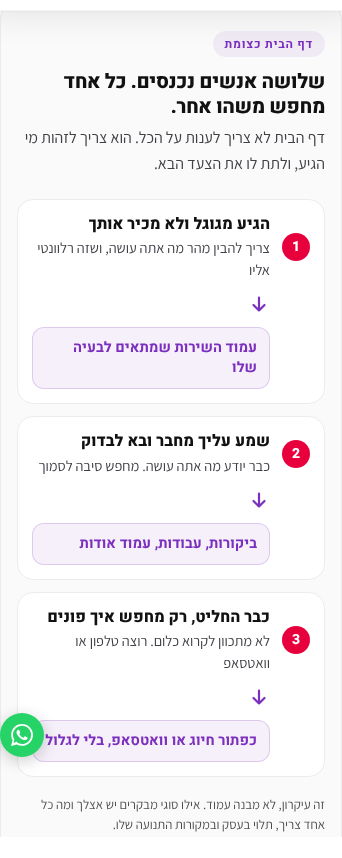 דף הבית כצומת
שלושה אנשים נכנסים. כל אחד
מחפש משהו אחר.
דף הבית לא צריך לענות על הכל. הוא צריך לזהות מי
הגיע, ולתת לו את הצעד הבא.
1
הגיע מגוגל ולא מכיר אותך
צריך להבין מהר מה אתה עושה, ושזה רלוונטי
אליו
↓
עמוד השירות שמתאים לבעיה
שלו
2
שמע עליך מחבר ובא לבדוק
כבר יודע מה אתה עושה. מחפש סיבה לסמוך
↓
ביקורות, עבודות, עמוד אודות
3
כבר החליט, רק מחפש איך פונים
לא מתכוון לקרוא כלום. רוצה טלפון או
וואטסאפ
↓
כפתור חיוג או וואטסאפ, בלי לגלול
זה עיקרון, לא מבנה עמוד. אילו סוגי מבקרים יש אצלך ומה כל
אחד צריך, תלוי בעסק ובמקורות התנועה שלו.